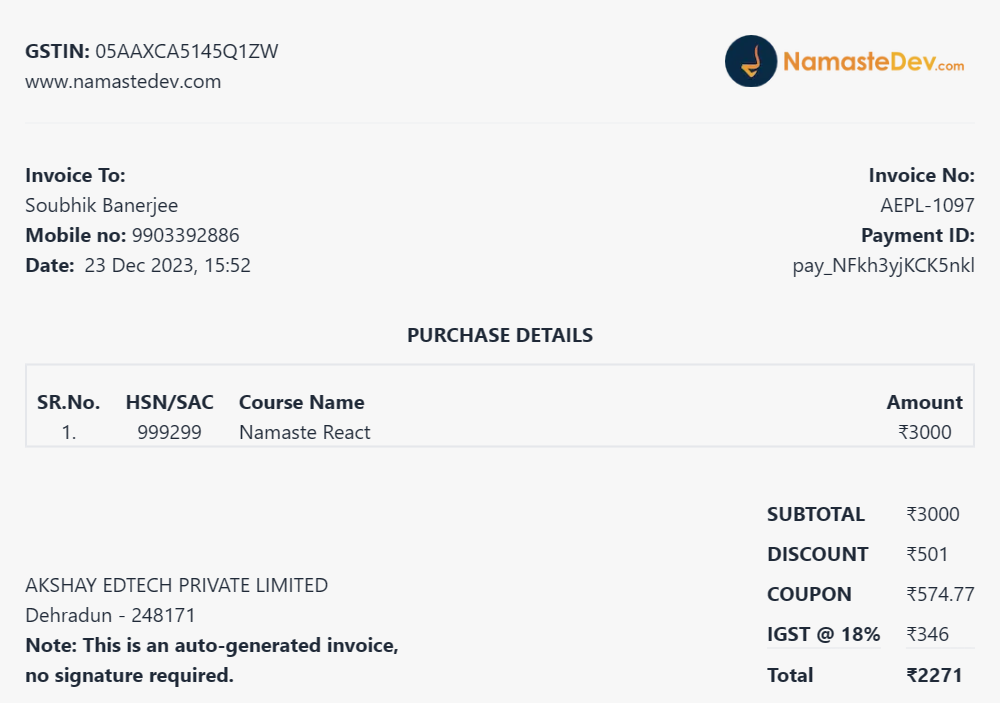 GSTIN: 05AAXCA5145Q1ZW
www.namastedev.com
NamasteDev.com
Invoice To:
Soubhik Banerjee
Mobile no: 9903392886
Date: 23 Dec 2023, 15:52
Invoice No:
AEPL-1097
Payment ID:
pay_NFkh3yjKCK5nkl
PURCHASE DETAILS
SR.No. HSN/SAC Course Name Amount
1. 999299 Namaste React ₹3000
SUBTOTAL ₹3000
DISCOUNT ₹501
COUPON ₹574.77
IGST @ 18% ₹346
Total ₹2271
AKSHAY EDTECH PRIVATE LIMITED
Dehradun - 248171
Note: This is an auto-generated invoice,
no signature required.